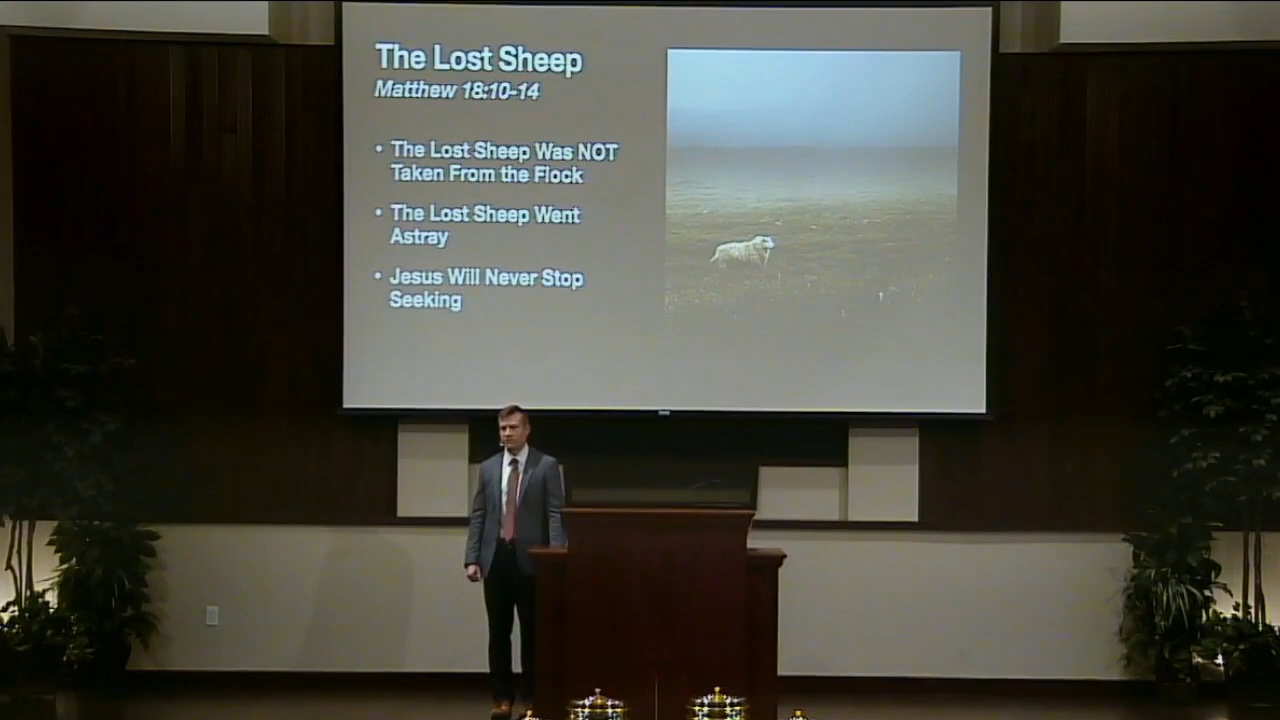 The Lost Sheep
Matthew 18:10-14
• The Lost Sheep Was NOT
Taken From the Flock
• The Lost Sheep Went
Astray
• Jesus Will Never Stop
Seeking